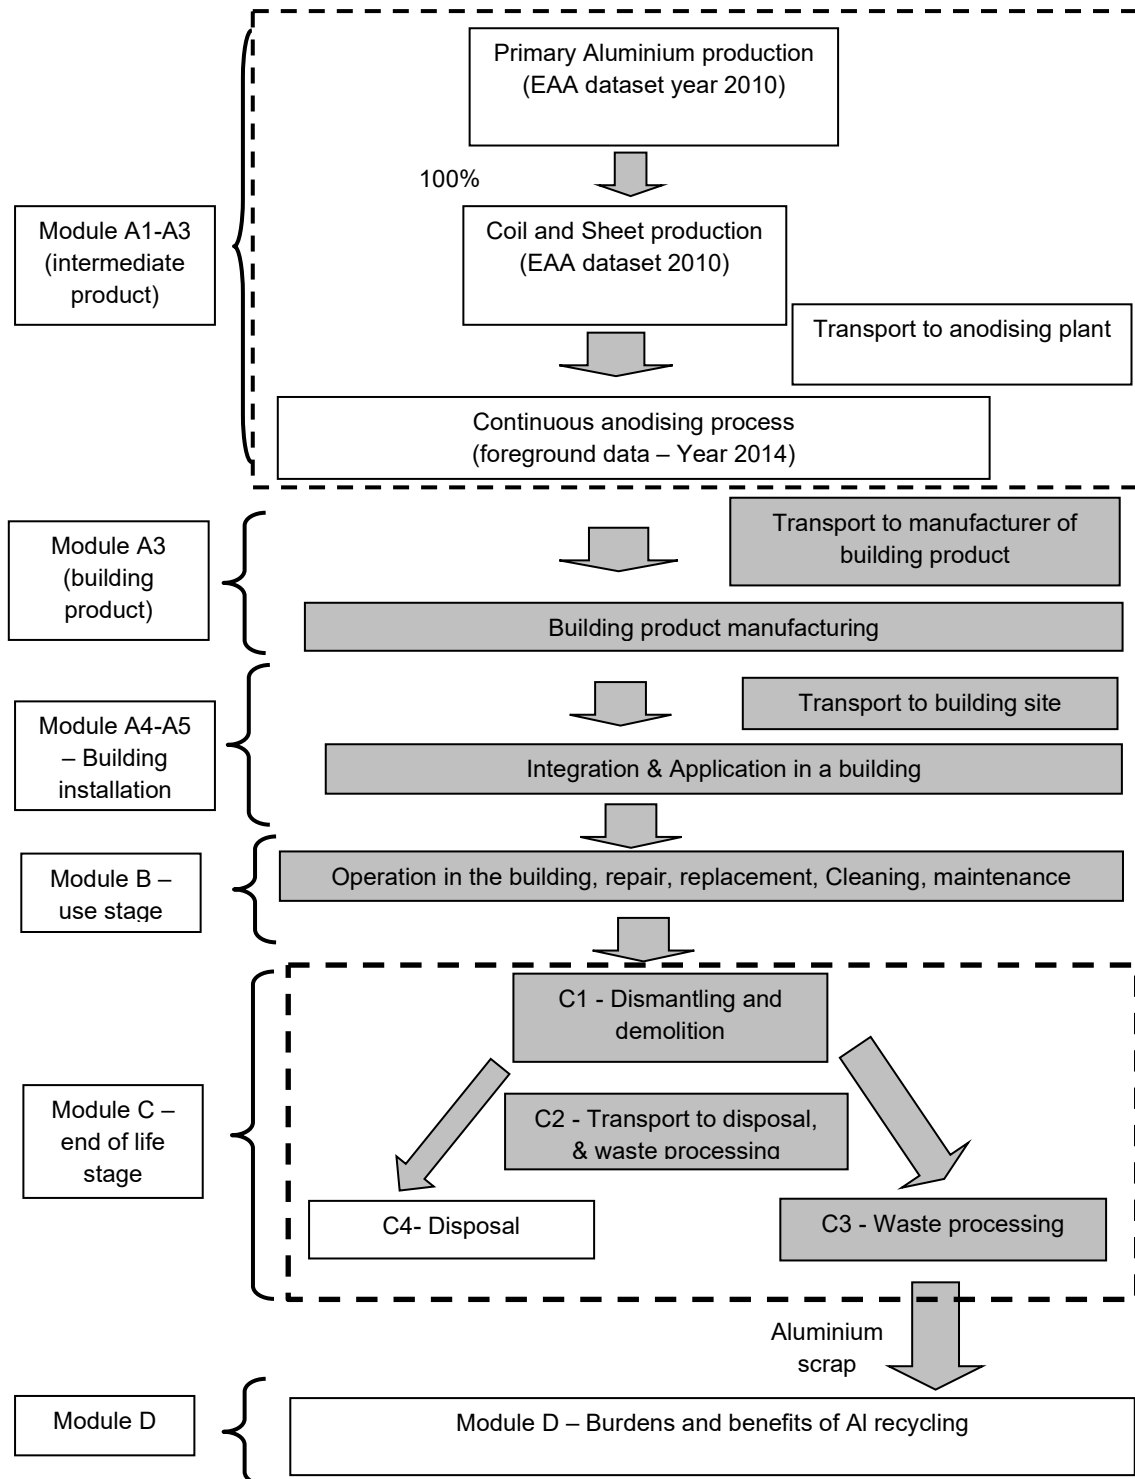 Primary Aluminium production
(EAA dataset year 2010)
100%
Module A1-A3
(intermediate
product)
Coil and Sheet production
(EAA dataset 2010)
Transport to anodising plant
Continuous anodising process
(foreground data – Year 2014)
Module A3
(building
product)
Transport to manufacturer of
building product
Building product manufacturing
Module A4-A5
– Building
installation
Transport to building site
Integration & Application in a building
Module B –
use stage
Operation in the building, repair, replacement, Cleaning, maintenance
Module C –
end of life
stage
C1 - Dismantling and
demolition
C2 - Transport to disposal,
& waste processing
C4- Disposal
C3 - Waste processing
Aluminium
scrap
Module D
Module D – Burdens and benefits of Al recycling